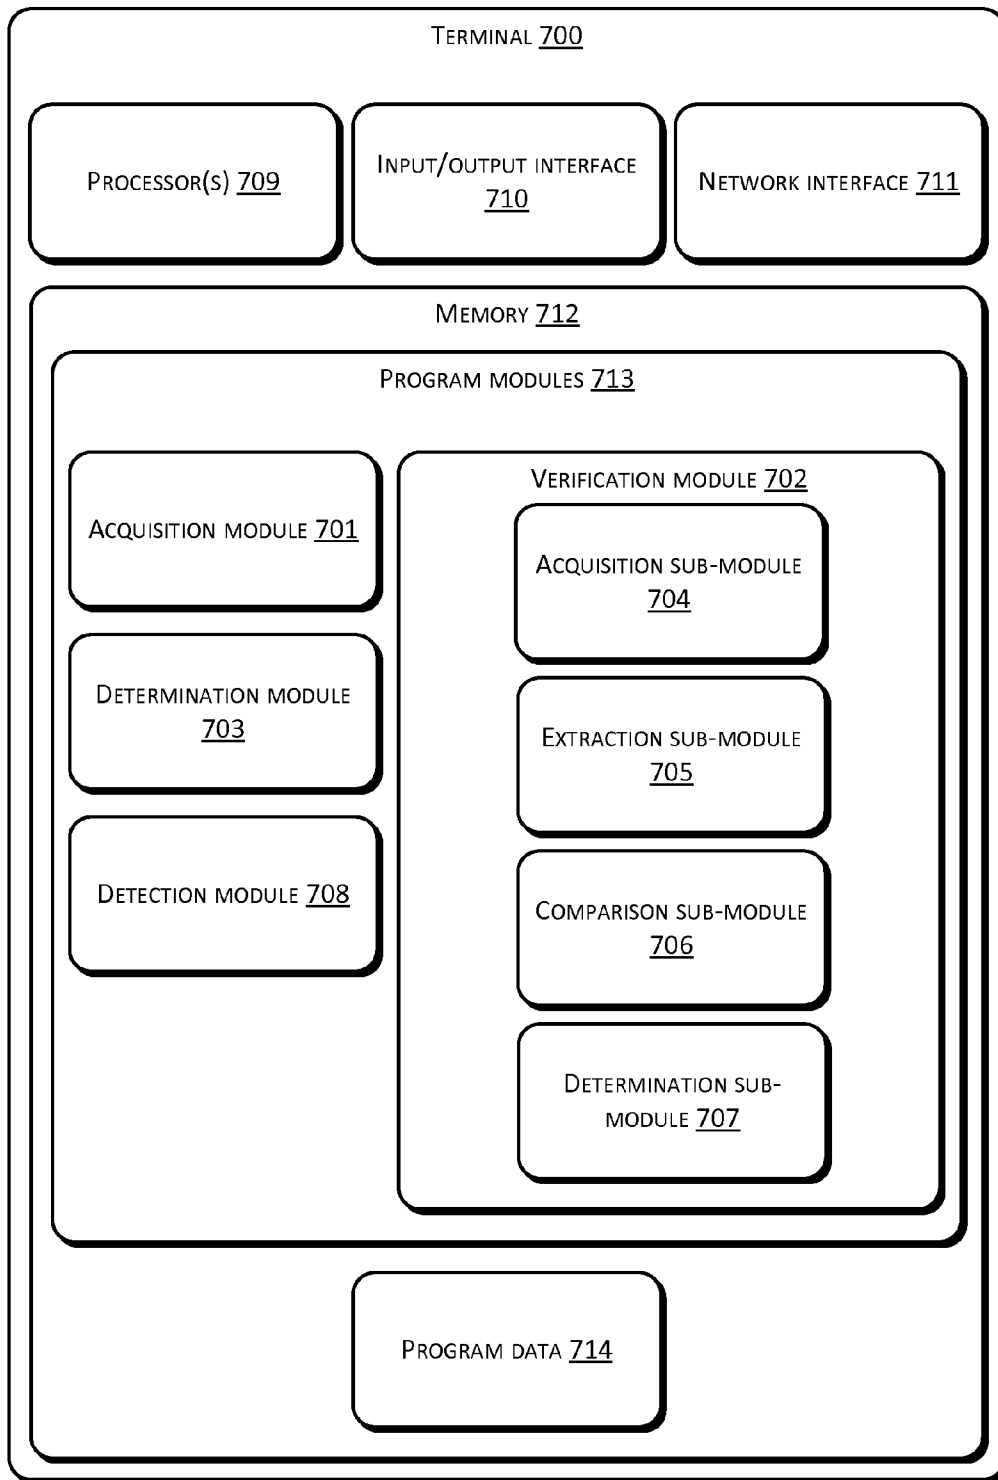 TERMINAL 700
PROCESSOR(S) 709
INPUT/OUTPUT INTERFACE
710
NETWORK INTERFACE 711
MEMORY 712
PROGRAM MODULES 713
ACQUISITION MODULE 701
DETERMINATION MODULE
703
DETECTION MODULE 708
VERIFICATION MODULE 702
ACQUISITION SUB-MODULE
704
EXTRACTION SUB-MODULE
705
COMPARISON SUB-MODULE
706
DETERMINATION SUB-
MODULE 707
PROGRAM DATA 714